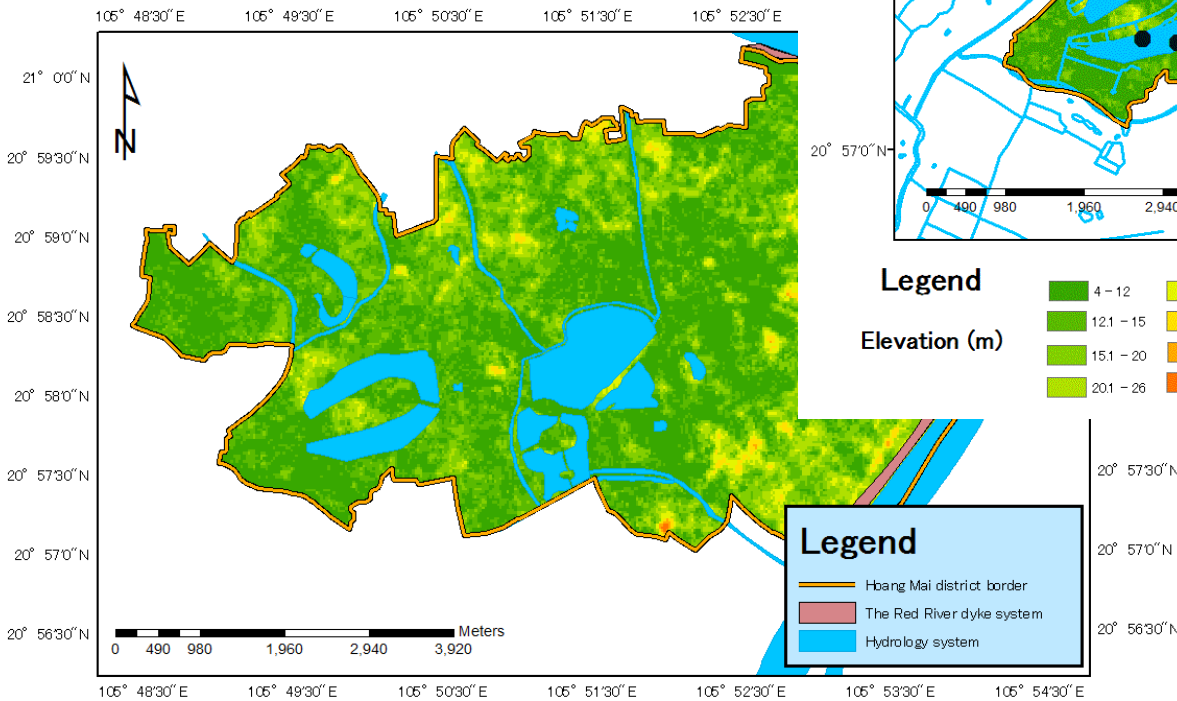 105° 48'30" E 105° 49'30" E 105° 50'30" E 105° 51'30" E 105° 52'30" E
21° 0'0" N
20° 59'30" N
20° 59'0" N
20° 58'30" N
20° 58'0" N
20° 57'30" N
20° 57'0" N
20° 56'30" N
N
Meters
0 490 980 1,960 2,940 3,920
105° 48'30" E 105° 49'30" E 105° 50'30" E 105° 51'30" E 105° 52'30" E 105° 53'30" E 105° 54'30" E
20° 57'0" N
0 490 980 1,960 2,940
Legend
Elevation (m)
4 - 12
12.1 - 15
15.1 - 20
20.1 - 26
20° 57'30" N
20° 57'0" N
20° 56'30" N
Legend
Hoang Mai district border
The Red River dyke system
Hydrology system